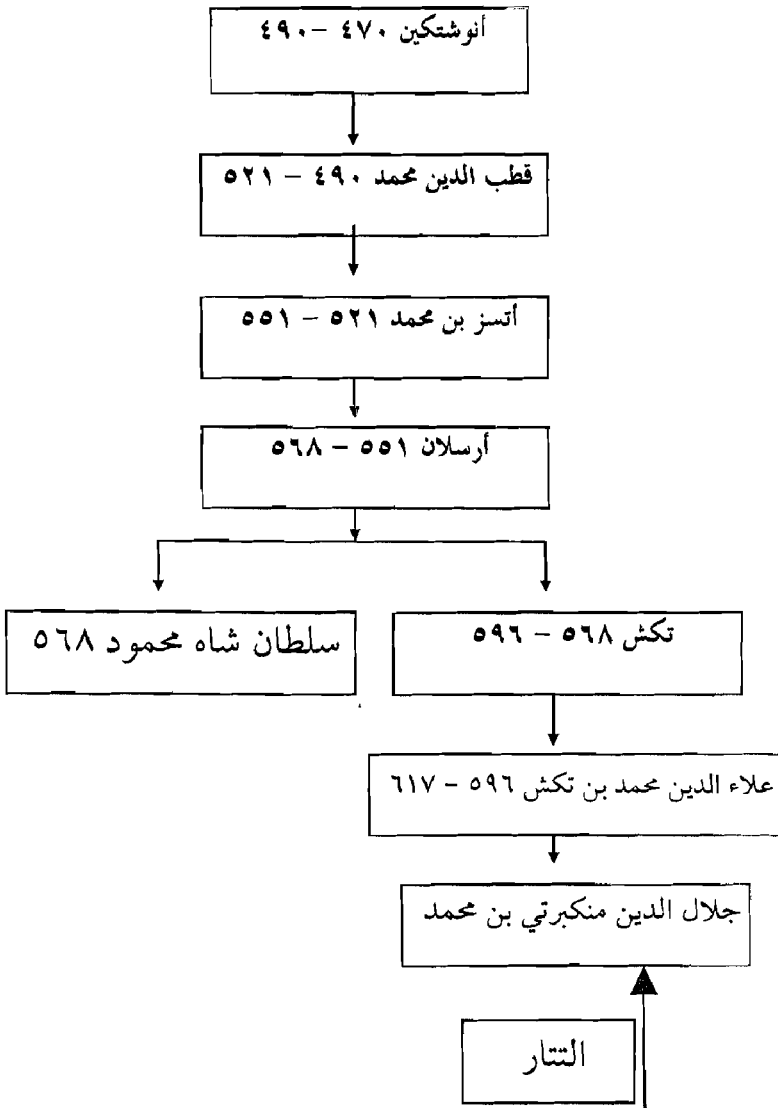 أنوشتكين ٤٧٠ – ٤٩٠
قطب الدين محمد ٤٩٠ – ٥٢١
أتسز بن محمد ٥٢١ – ٥٥١
أرسلان ٥٥١ – ٥٦٨
تكش ٥٦٨ – ٥٩٦
سلطان شاه محمود ٥٦٨
علاء الدين محمد بن تكش ٥٩٦ – ٦١٧
جلال الدين منكبرتي بن محمد
التتار